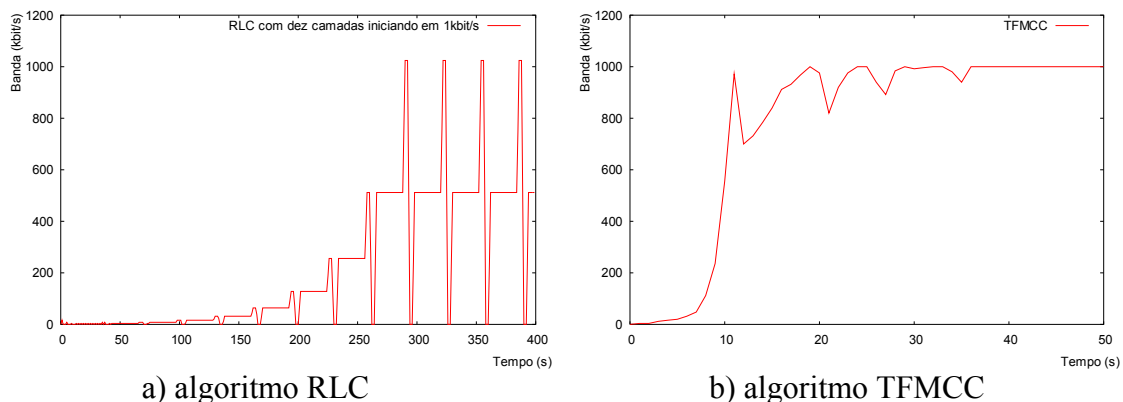 1200
1000
800
600
400
200
0
Banda (kbit/s)
RLC com dez camadas iniciando em 1kbit/s
0 50 100 150 200 250 300 350 400
Tempo (s)
a) algoritmo RLC
1200
1000
800
600
400
200
0
Banda (kbit/s)
TFMCC
0 10 20 30 40 50
Tempo (s)
b) algoritmo TFMCC